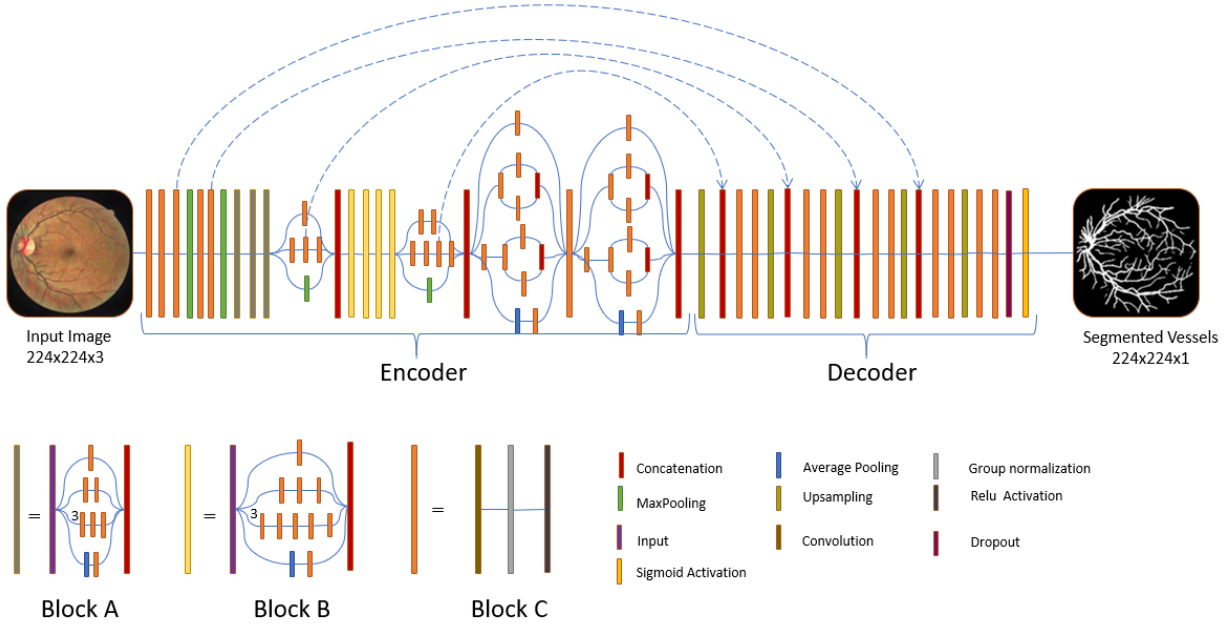 Input Image
224x224x3
Encoder
Decoder
Segmented Vessels
224x224x1
=
3
=
3
=
Block A
Block B
Block C
Concatenation
MaxPooling
Input
Sigmoid Activation
Average Pooling
Upsampling
Convolution
Group normalization
Relu Activation
Dropout